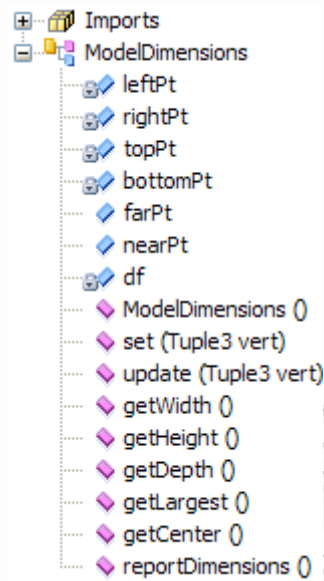 Imports
ModelDimensions
leftPt
rightPt
topPt
bottomPt
farPt
nearPt
df
ModelDimensions ()
set (Tuple3 vert)
update (Tuple3 vert)
getWidth ()
getHeight ()
getDepth ()
getLargest ()
getCenter ()
reportDimensions ()